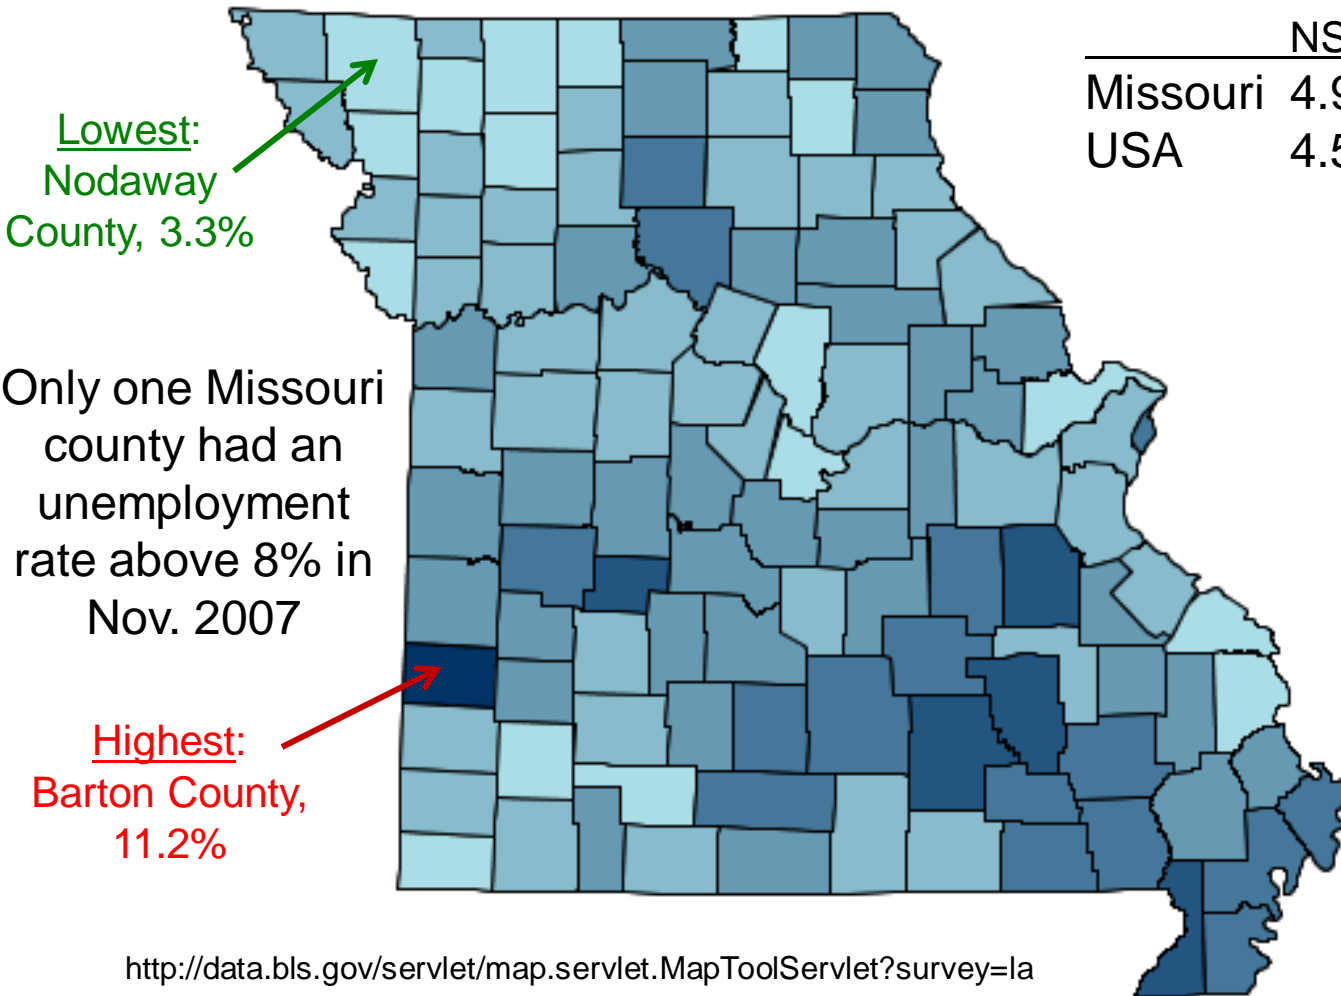 NS
Missouri 4.9
USA 4.5
Lowest:
Nodaway
County, 3.3%
Only one Missouri
county had an
unemployment
rate above 8% in
Nov. 2007
Highest:
Barton County,
11.2%
http://data.bls.gov/servlet/map.servlet.MapToolServlet?survey=la